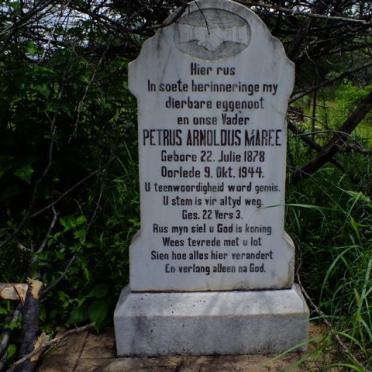 Hier rus
In soete herinneringe my
dierbare eggenoot
en onse Vader
PETRUS ARNOLDUS MAREE
Gebore 22. Julie 1878
Oorlede 9. Okt. 1944.
U teenwoordigheid word gemis.
U stem is vir altyd weg.
Ges. 22 Vers 3.
Rus myn siel u God is koning
Wees tevrede met u lot
Sien hoe alles hier verandert
En verlang alleen na God.